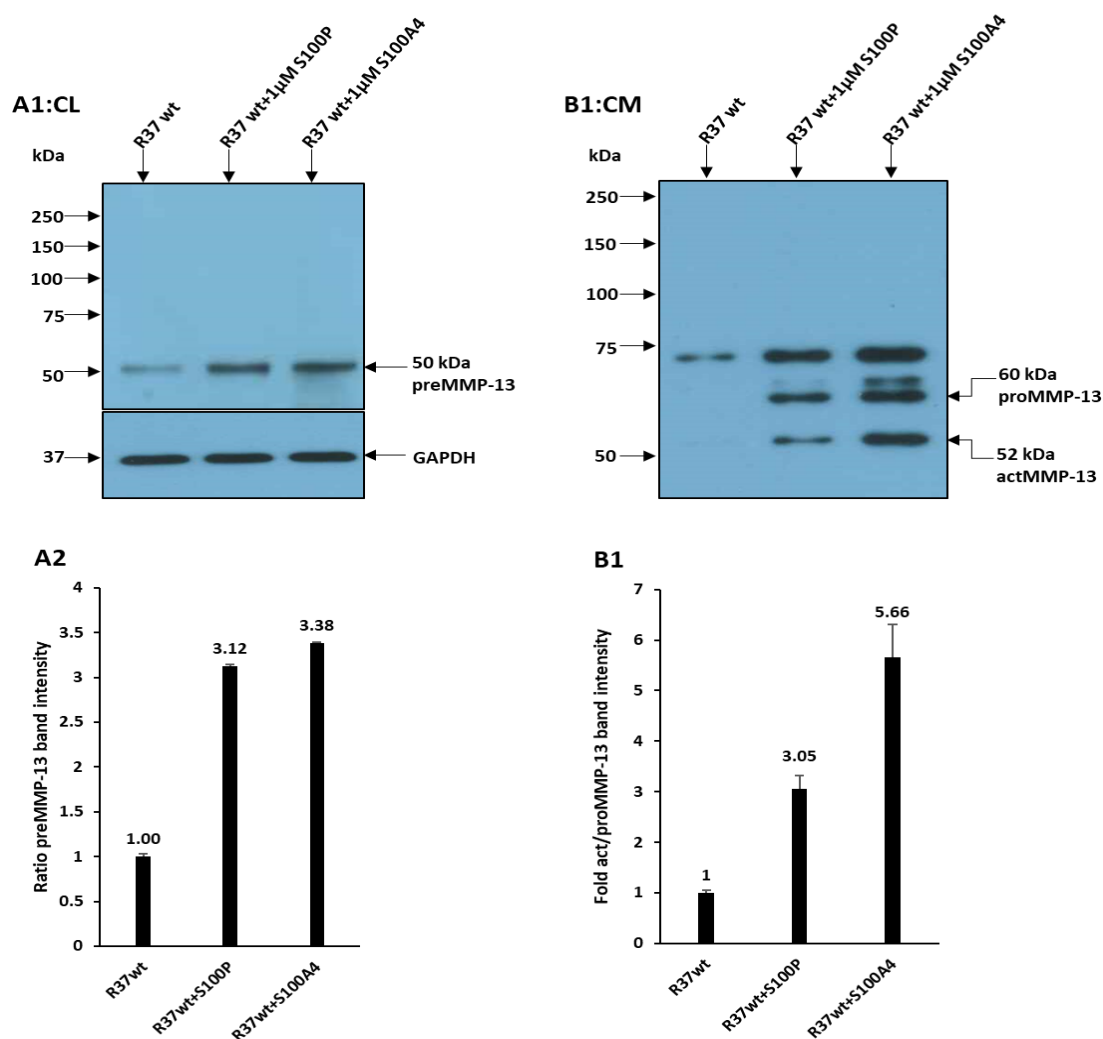 A1:CL
R37 wt
R37 wt+1µM S100P
R37 wt+1µM S100A4
kDa
250
150
100
75
50
37
50 kDa
preMMP-13
GAPDH
B1:CM
R37 wt
R37 wt+1µM S100P
R37 wt+1µM S100A4
kDa
250
150
100
75
50
60 kDa
proMMP-13
52 kDa
actMMP-13
A2
Ratio preMMP-13 band intensity
4
3.5
3
2.5
2
1.5
1
0.5
0
1.00
3.12
3.38
R37wt
R37wt+S100P
R37wt+S100A4
B1
Fold act/proMMP-13 band intensity
7
6
5
4
3
2
1
0
1
3.05
5.66
R37wt
R37wt+S100P
R37wt+S100A4